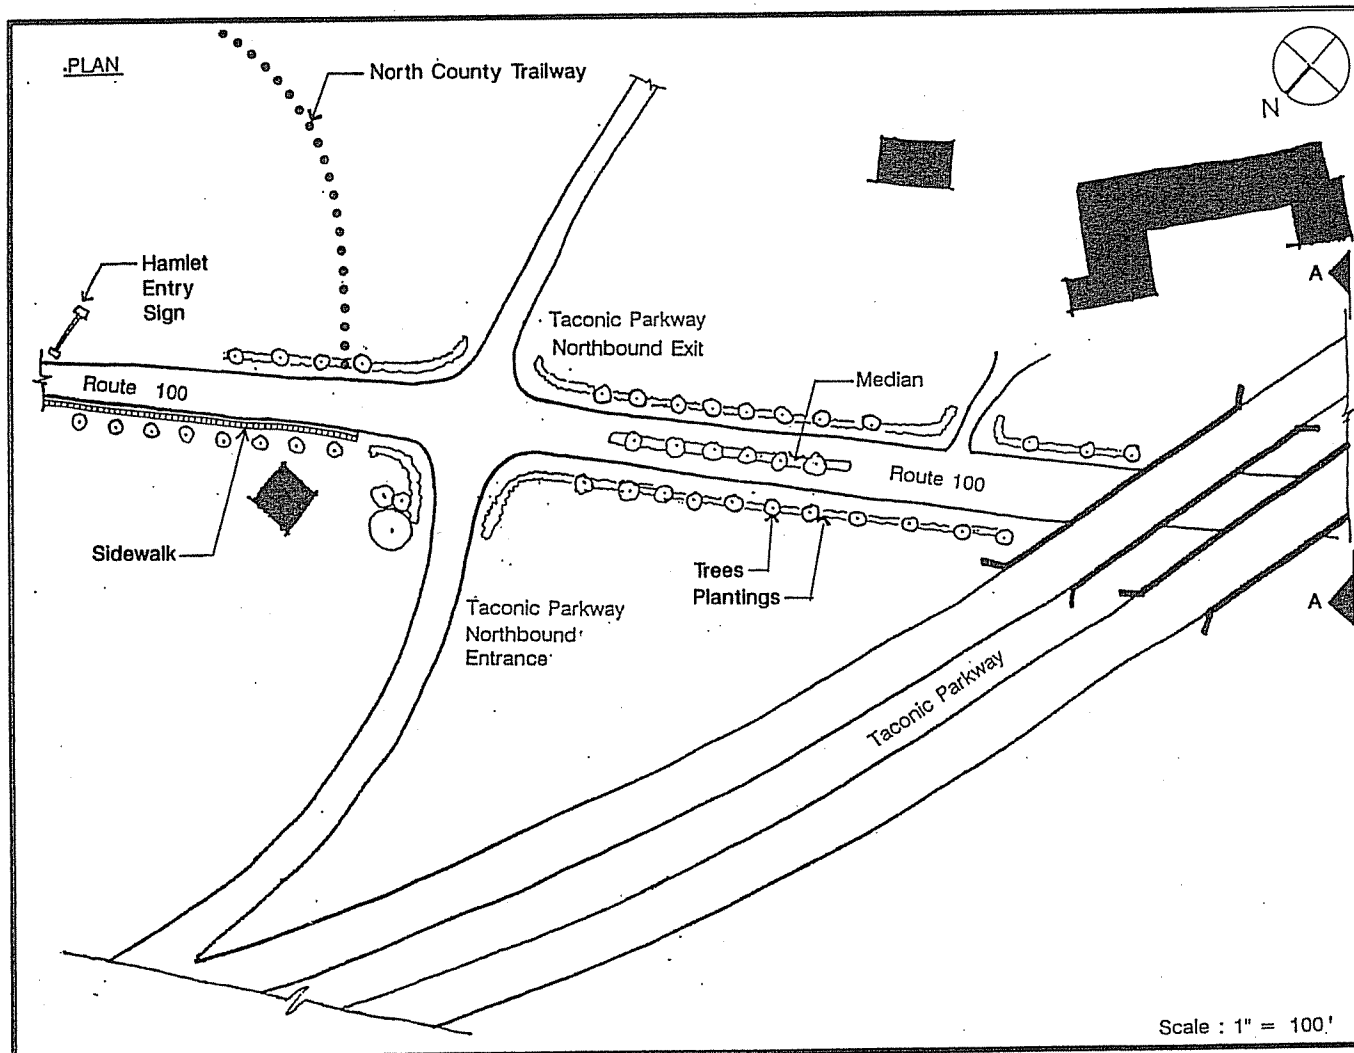 PLAN
North County Trailway
N
Hamlet
Entry
Sign
A
Taconic Parkway
Northbound Exit
Median
Route 100
Route 100
Sidewalk
Trees
Plantings
A
Taconic Parkway
Northbound
Entrance
Taconic Parkway
Scale : 1" = 100'